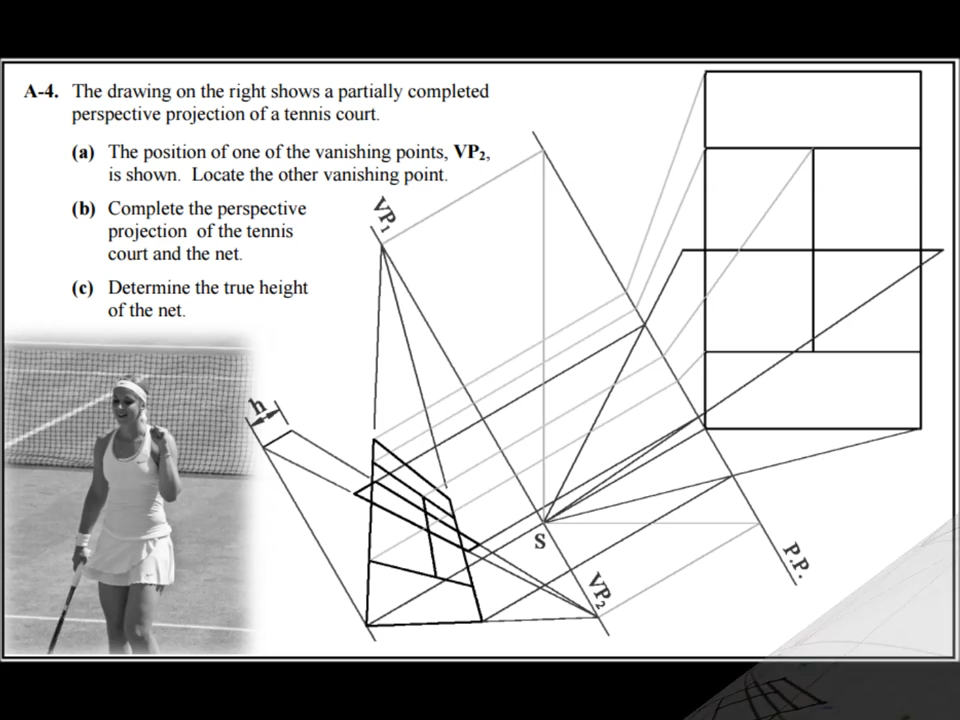 A-4. The drawing on the right shows a partially completed
perspective projection of a tennis court.
(a) The position of one of the vanishing points, VP₂,
is shown. Locate the other vanishing point.
(b) Complete the perspective
projection of the tennis
court and the net.
(c) Determine the true height
of the net.
VP₁
h
S
VP₂
P.P.